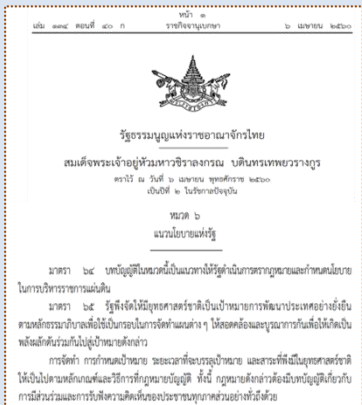 หน้า ๑
เล่ม ๑๓๔ ตอนที่ ๔๐ ก ราชกิจจานุเบกษา ๖ เมษายน ๒๕๖๐
รัฐธรรมนูญแห่งราชอาณาจักรไทย
สมเด็จพระเจ้าอยู่หัวมหาวชิราลงกรณ บดินทรเทพยวรางกูร
ตราไว้ ณ วันที่ ๖ เมษายน พุทธศักราช ๒๕๖๐
เป็นปีที่ ๒ ในรัชกาลปัจจุบัน
หมวด ๖
แนวนโยบายแห่งรัฐ
มาตรา ๖๔ บทบัญญัติในหมวดนี้เป็นแนวทางให้รัฐดำเนินการตรากฎหมายและกำหนดนโยบาย
ในการบริหารราชการแผ่นดิน
มาตรา ๖๕ รัฐพึงจัดให้มียุทธศาสตร์ชาติเป็นเป้าหมายการพัฒนาประเทศอย่างยั่งยืน
ตามหลักธรรมาภิบาลเพื่อใช้เป็นกรอบในการจัดทำแผนต่าง ๆ ให้สอดคล้องและบูรณาการกันเพื่อให้เกิดเป็น
พลังผลักดันร่วมกันไปสู่เป้าหมายดังกล่าว
การจัดทำ การกำหนดเป้าหมาย ระยะเวลาที่จะบรรลุเป้าหมาย และสาระที่พึงมีในยุทธศาสตร์ชาติ
ให้เป็นไปตามหลักเกณฑ์และวิธีการที่กฎหมายบัญญัติ ทั้งนี้ กฎหมายดังกล่าวต้องมีบทบัญญัติเกี่ยวกับ
การมีส่วนร่วมและการรับฟังความคิดเห็นของประชาชนทุกภาคส่วนอย่างทั่วถึงด้วย